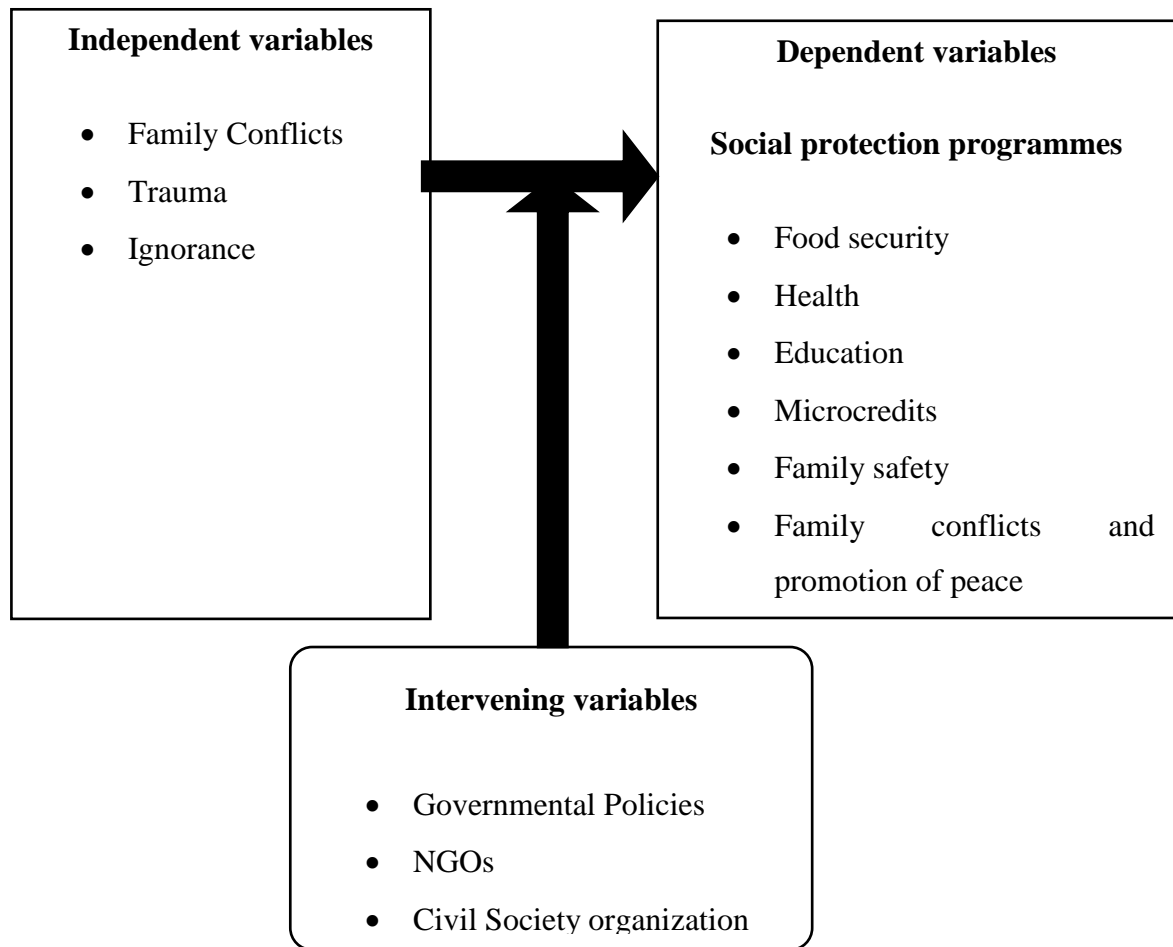 Independent variables
• Family Conflicts
• Trauma
• Ignorance
Dependent variables
Social protection programmes
• Food security
• Health
• Education
• Microcredits
• Family safety
• Family conflicts and
promotion of peace
Intervening variables
• Governmental Policies
• NGOs
• Civil Society organization